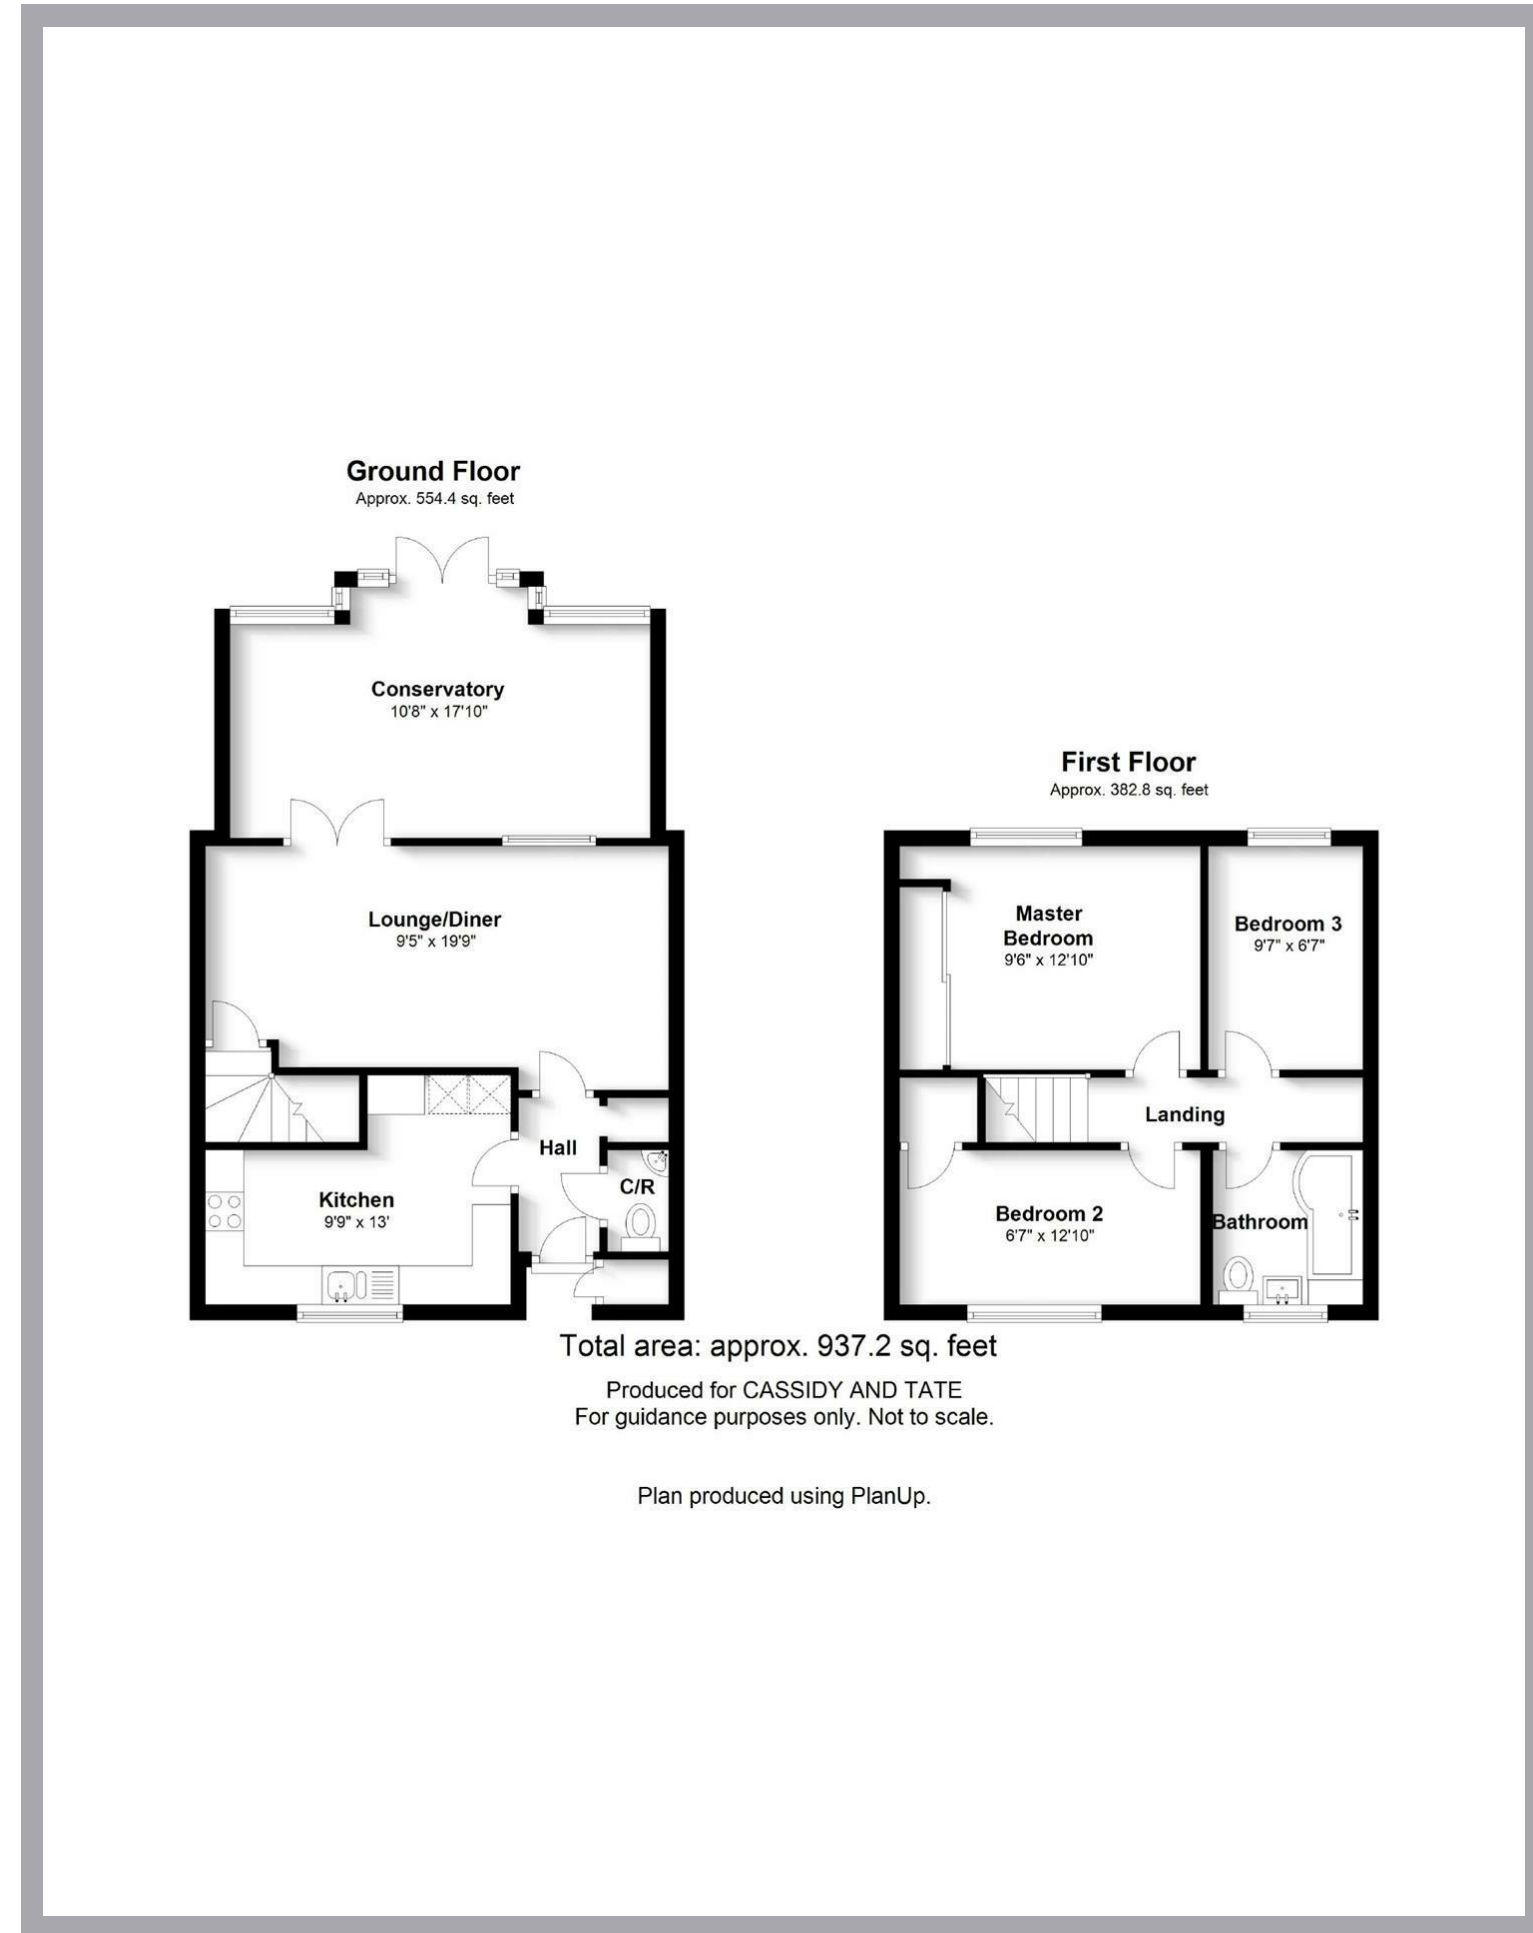 Ground Floor
Approx. 554.4 sq. feet
Conservatory
10'8" x 17'10"
Lounge/Diner
9'5" x 19'9"
Hall
C/R
Kitchen
9'9" x 13'
First Floor
Approx. 382.8 sq. feet
Master
Bedroom
9'6" x 12'10"
Bedroom 3
9'7" x 6'7"
Landing
Bedroom 2
6'7" x 12'10"
Bathroom
Total area: approx. 937.2 sq. feet
Produced for CASSIDY AND TATE
For guidance purposes only. Not to scale.
Plan produced using PlanUp.